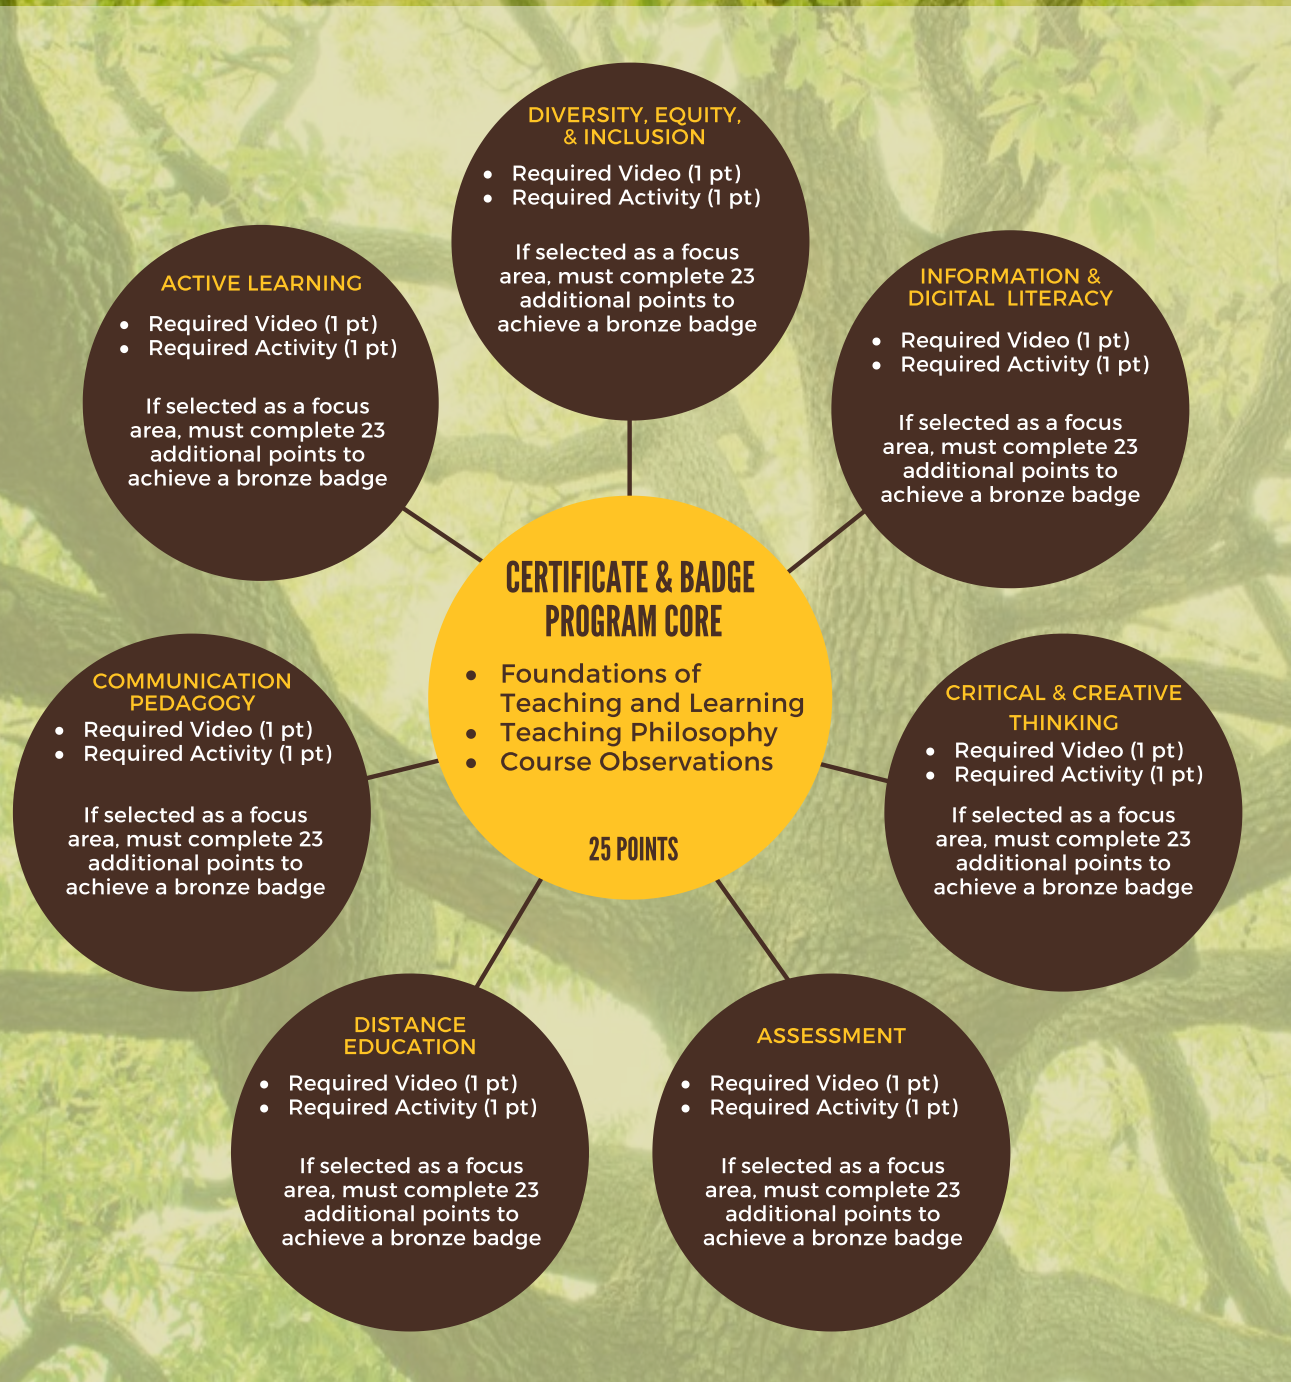 DIVERSITY, EQUITY,
& INCLUSION
• Required Video (1 pt)
• Required Activity (1 pt)
If selected as a focus
area, must complete 23
additional points to
achieve a bronze badge
ACTIVE LEARNING
• Required Video (1 pt)
• Required Activity (1 pt)
If selected as a focus
area, must complete 23
additional points to
achieve a bronze badge
INFORMATION &
DIGITAL LITERACY
• Required Video (1 pt)
• Required Activity (1 pt)
If selected as a focus
area, must complete 23
additional points to
achieve a bronze badge
CERTIFICATE & BADGE
PROGRAM CORE
• Foundations of
Teaching and Learning
• Teaching Philosophy
• Course Observations
25 POINTS
COMMUNICATION
PEDAGOGY
• Required Video (1 pt)
• Required Activity (1 pt)
If selected as a focus
area, must complete 23
additional points to
achieve a bronze badge
CRITICAL & CREATIVE
THINKING
• Required Video (1 pt)
• Required Activity (1 pt)
If selected as a focus
area, must complete 23
additional points to
achieve a bronze badge
DISTANCE
EDUCATION
• Required Video (1 pt)
• Required Activity (1 pt)
If selected as a focus
area, must complete 23
additional points to
achieve a bronze badge
ASSESSMENT
• Required Video (1 pt)
• Required Activity (1 pt)
If selected as a focus
area, must complete 23
additional points to
achieve a bronze badge